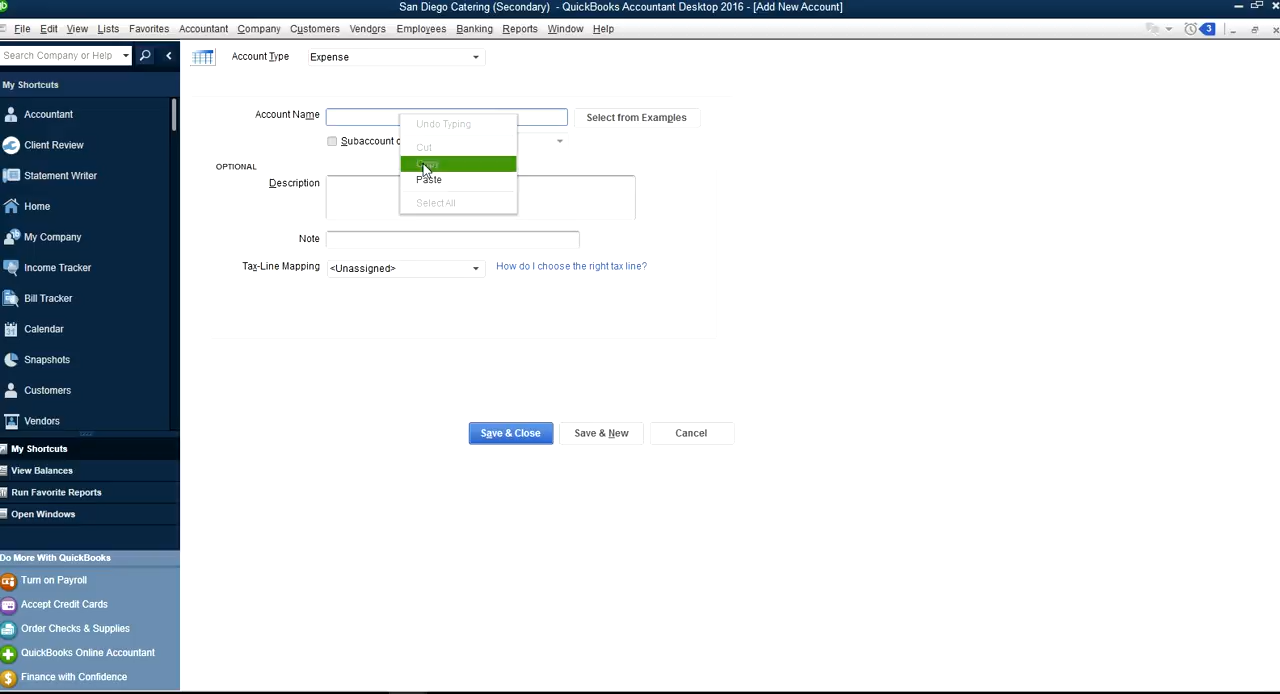 San Diego Catering (Secondary) - QuickBooks Accountant Desktop 2016 - [Add New Account]
File Edit View Lists Favorites Accountant Company Customers Vendors Employees Banking Reports Window Help
3
Search Company or Help
Account Type Expense
My Shortcuts
Accountant
Client Review
Statement Writer
Home
My Company
Income Tracker
Bill Tracker
Calendar
Snapshots
Customers
Vendors
My Shortcuts
View Balances
Run Favorite Reports
Open Windows
Do More With QuickBooks
Turn on Payroll
Accept Credit Cards
Order Checks & Supplies
QuickBooks Online Accountant
Finance with Confidence
Account Name
Select from Examples
Subaccount o
OPTIONAL
Description
Note
Tax-Line Mapping <Unassigned> How do I choose the right tax line?
Undo Typing
Cut
Copy
Paste
Select All
Save & Close Save & New Cancel